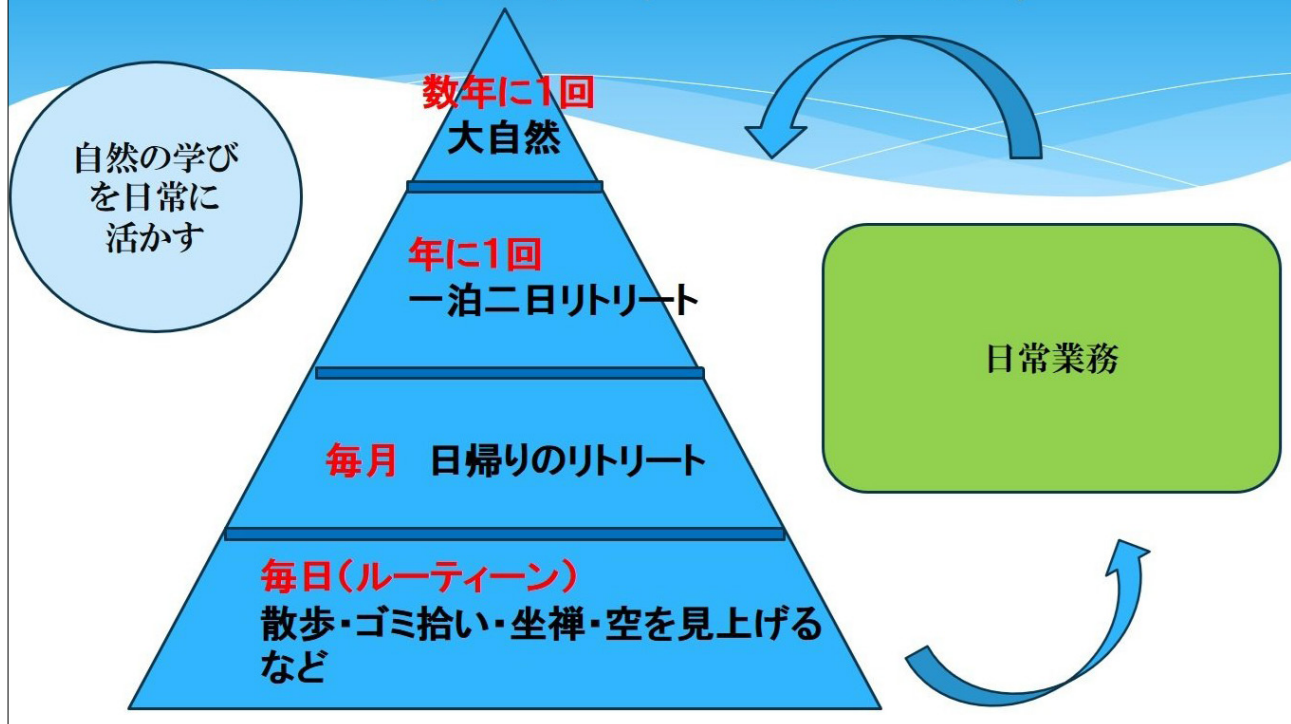 数年に1回
大自然
自然の学び
を日常に
活かす
年に1回
一泊二日リトリート
日常業務
毎月　日帰りのリトリート
毎日(ルーティーン)
散歩・ゴミ拾い・坐禅・空を見上げる
など